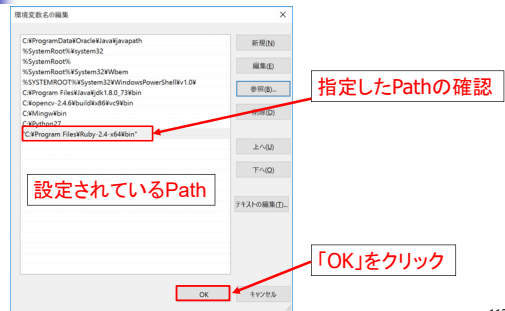 環境変数名の編集
C:¥ProgramData¥Oracle¥Java¥javapath
%SystemRoot%¥system32
%SystemRoot%
%SystemRoot%¥System32¥Wbem
%SYSTEMROOT%¥System32¥WindowsPowerShell¥v1.0¥
C:¥Program Files¥Java¥jdk1.8.0_73¥bin
C:¥opencv-2.4.6¥build¥x86¥vc9¥bin
C:¥Mingw¥bin
C:¥Python27
"C:¥Program Files¥Ruby-2.4-x64¥bin"
新規(N)
編集(E)
参照(B)...
削除(D)
上へ(U)
下へ(O)
テキストの編集(T)...
指定したPathの確認
設定されているPath
「OK」をクリック
OK
キャンセル